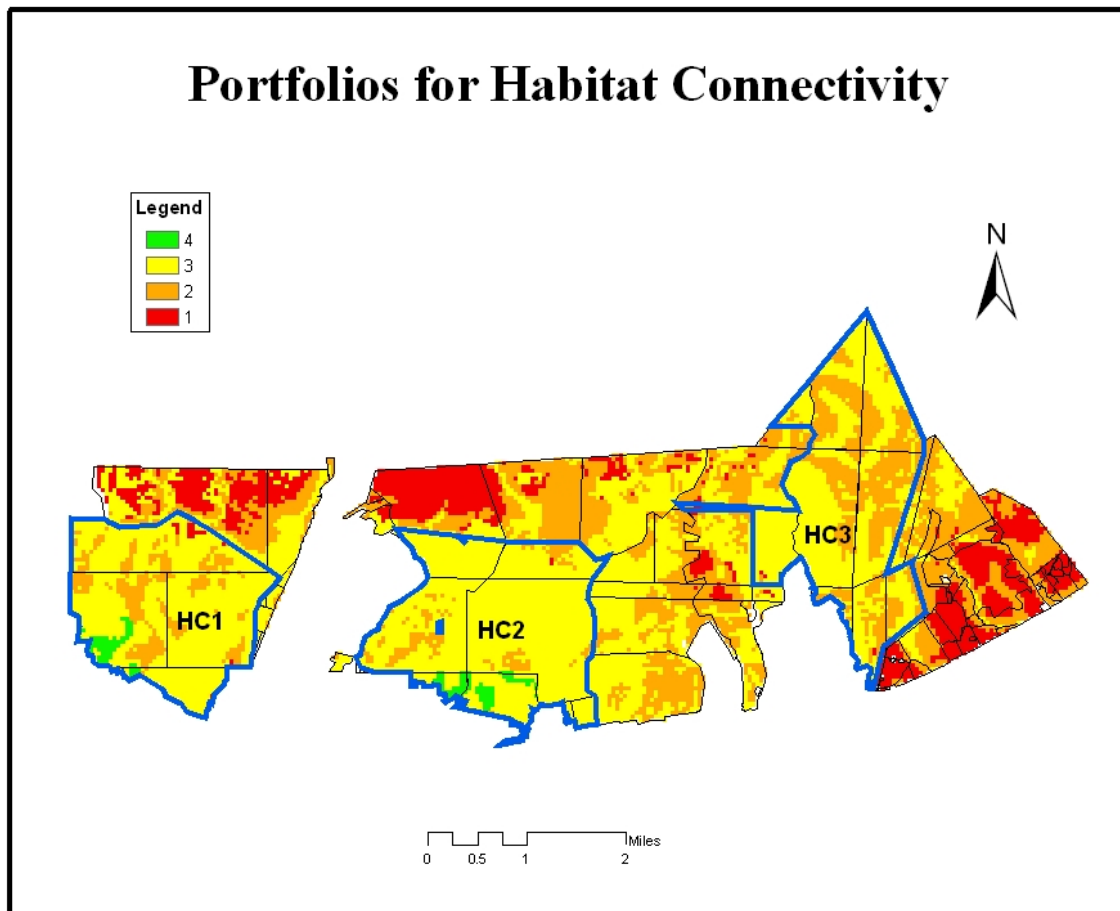 Portfolios for Habitat Connectivity
Legend
4
3
2
1
N
HC1
HC2
HC3
Miles
0 0.5 1 2